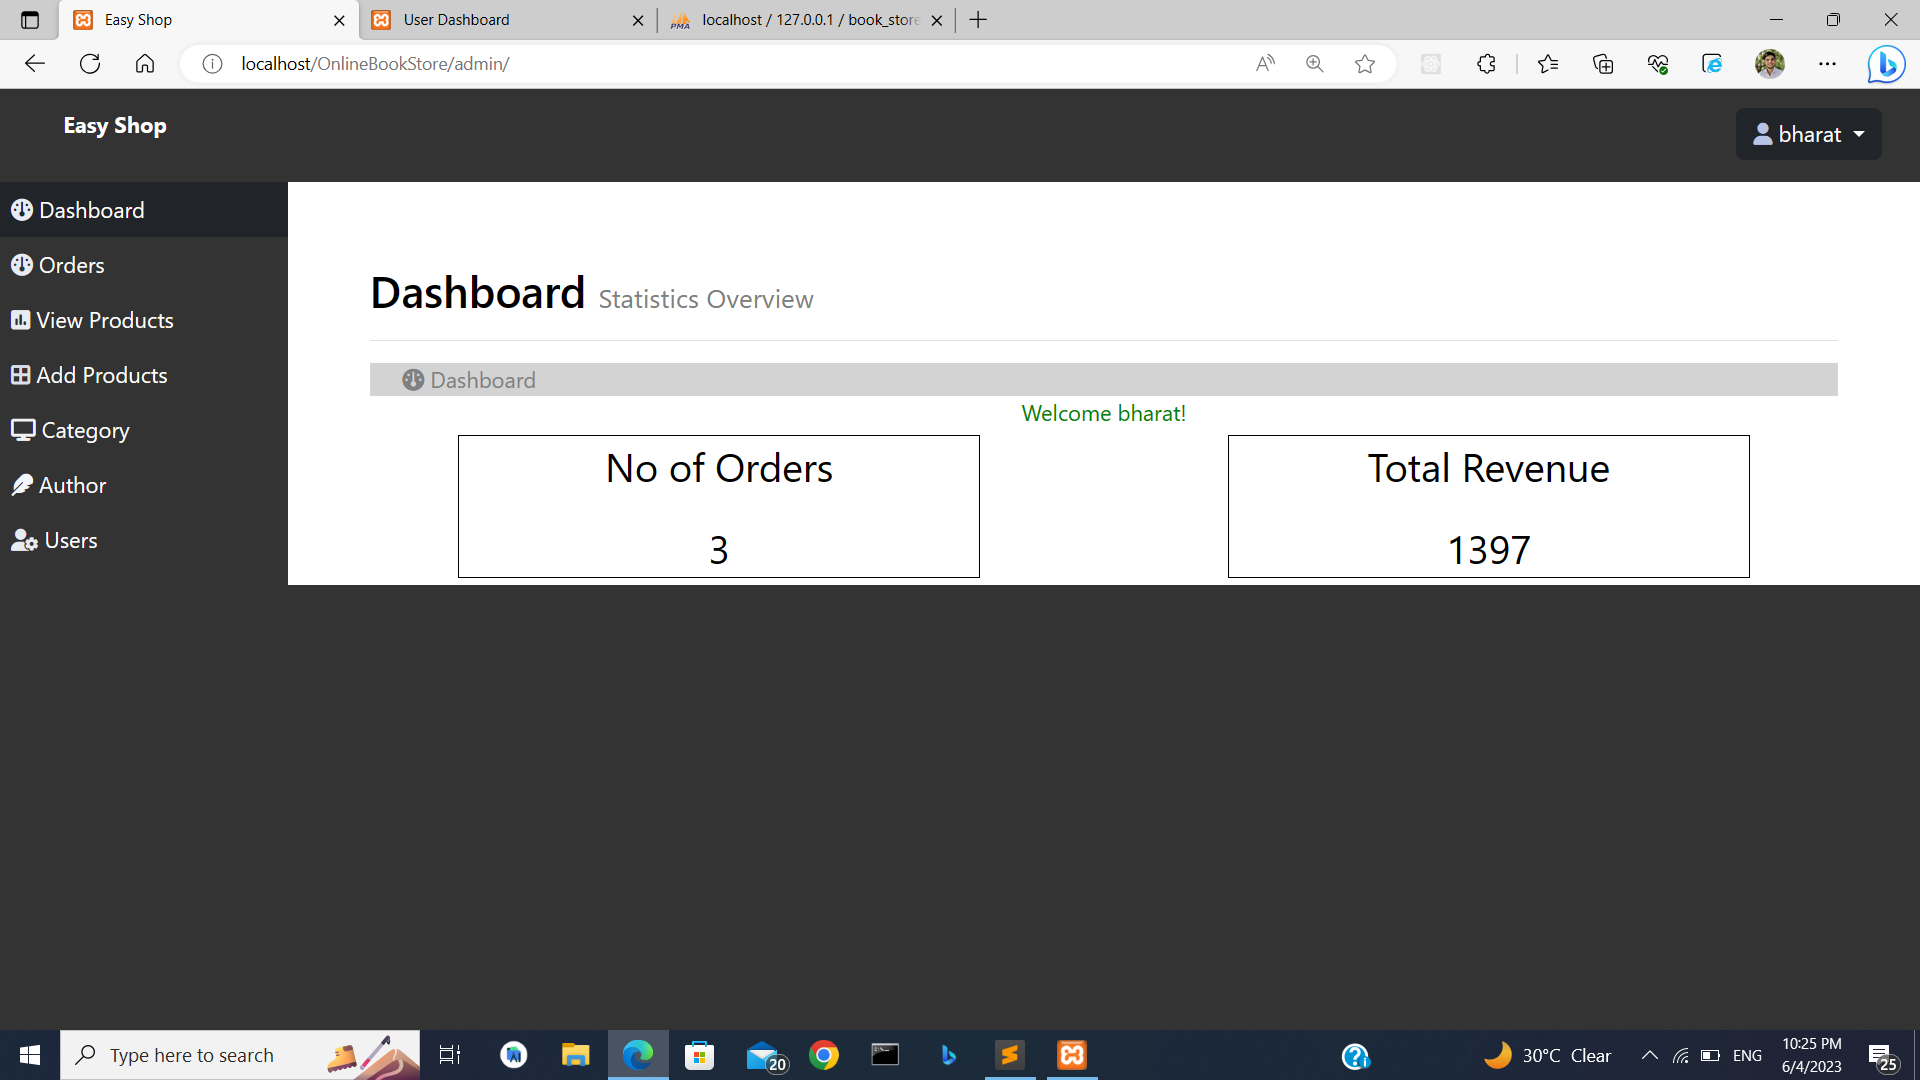 Easy Shop
User Dashboard
localhost / 127.0.0.1 / book_store
localhost/OnlineBookStore/admin/
Easy Shop
bharat
Dashboard
Orders
View Products
Add Products
Category
Author
Users
Dashboard Statistics Overview
Dashboard
Welcome bharat!
No of Orders
3
Total Revenue
1397
Type here to search
20
30°C Clear
ENG
10:25 PM
6/4/2023
25